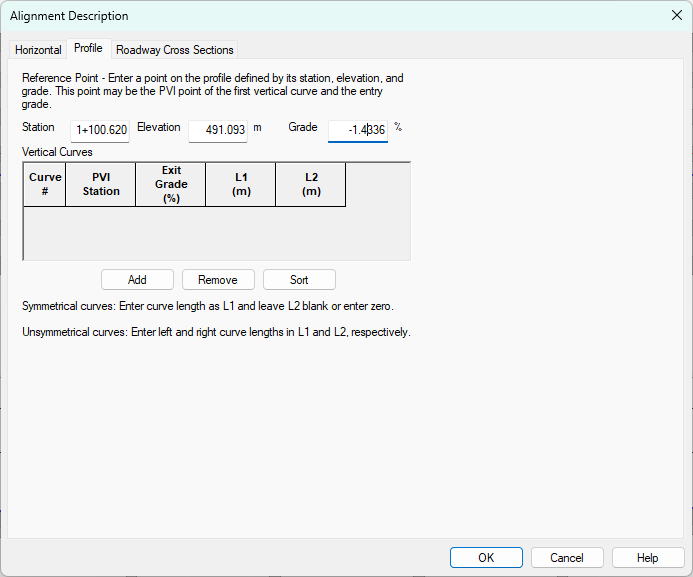 Alignment Description
Horizontal Profile Roadway Cross Sections
Reference Point - Enter a point on the profile defined by its station, elevation, and
grade. This point may be the PVI point of the first vertical curve and the entry
grade.
Station 1+100.620 Elevation 491.093 m Grade -1.4336 %
Vertical Curves
Curve # PVI Station Exit Grade (%) L1 (m) L2 (m)
Add Remove Sort
Symmetrical curves: Enter curve length as L1 and leave L2 blank or enter zero.
Unsymmetrical curves: Enter left and right curve lengths in L1 and L2, respectively.
OK Cancel Help